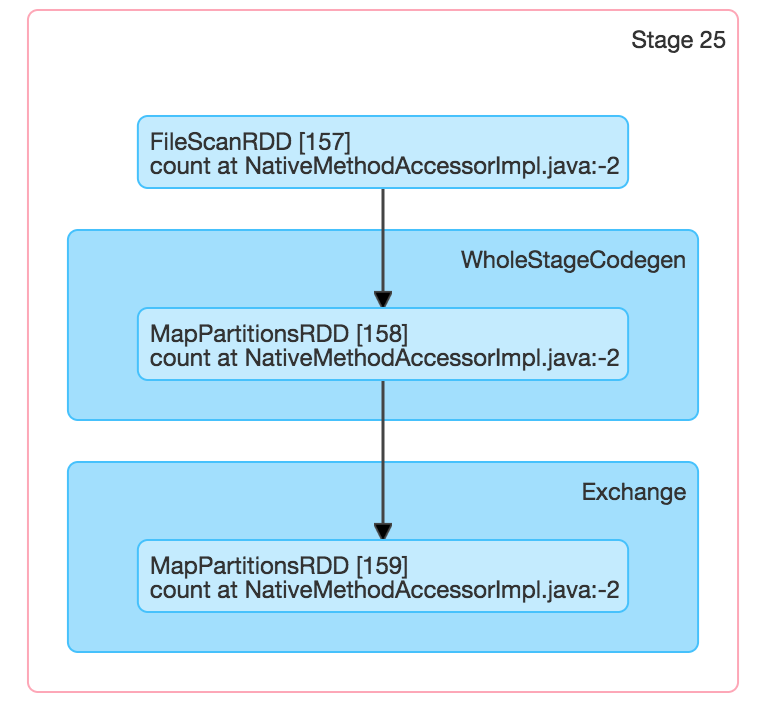 Stage 25
FileScanRDD [157]
count at NativeMethodAccessorImpl.java:-2
WholeStageCodegen
MapPartitionsRDD [158]
count at NativeMethodAccessorImpl.java:-2
Exchange
MapPartitionsRDD [159]
count at NativeMethodAccessorImpl.java:-2